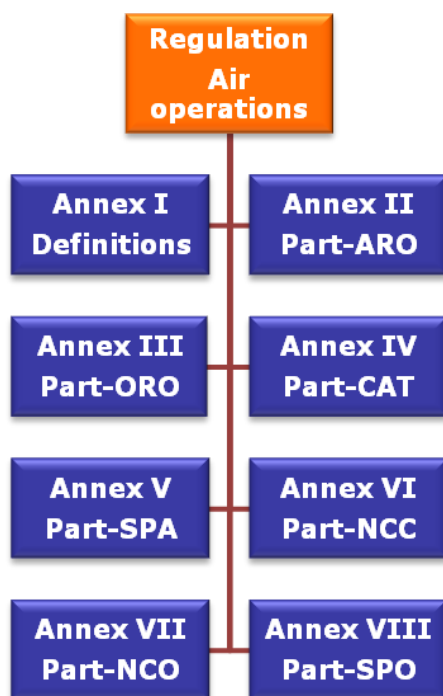 Regulation
Air
operations
Annex I
Definitions
Annex II
Part-ARO
Annex III
Part-ORO
Annex IV
Part-CAT
Annex V
Part-SPA
Annex VI
Part-NCC
Annex VII
Part-NCO
Annex VIII
Part-SPO